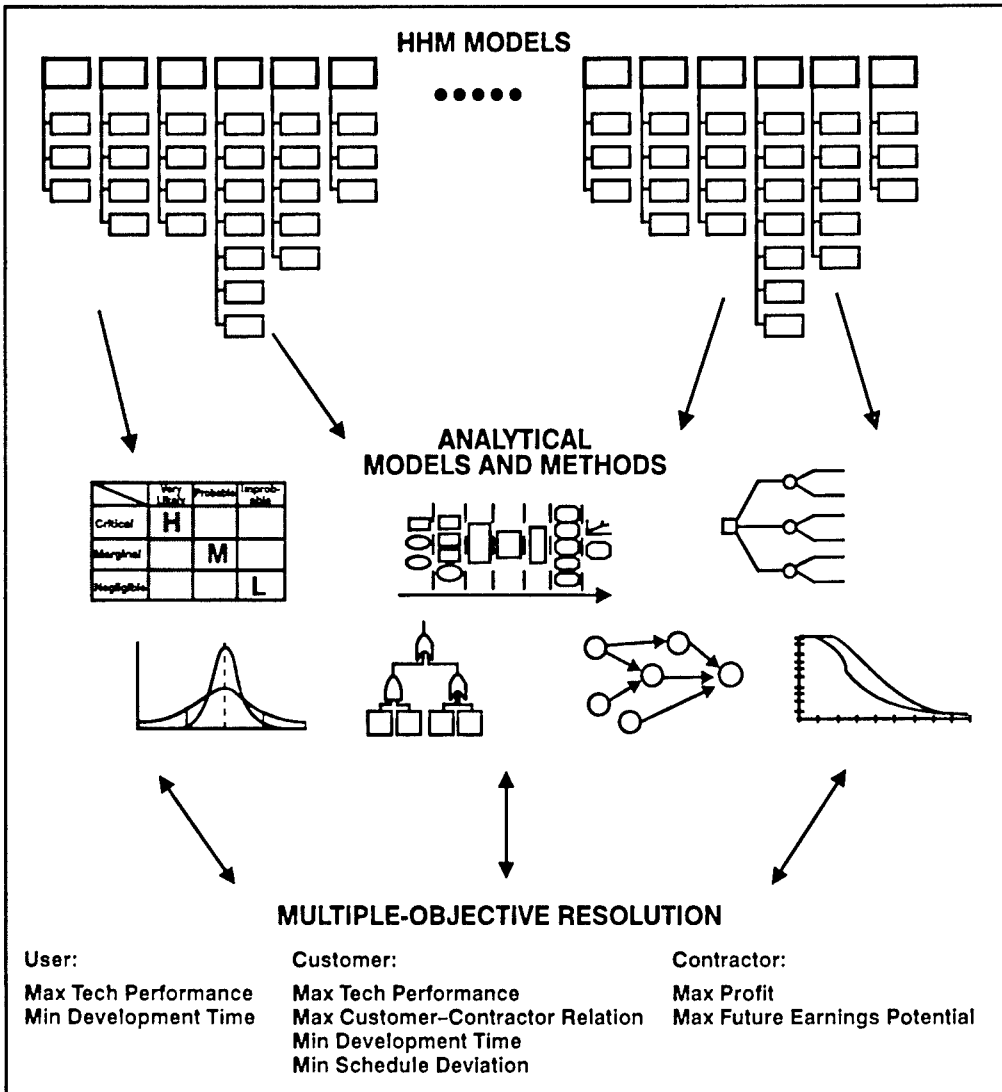 HHM MODELS
ANALYTICAL
MODELS AND METHODS
Very Likely Probable Improb-able
Critical H
Marginal M
Negligible L
MULTIPLE-OBJECTIVE RESOLUTION
User:
Max Tech Performance
Min Development Time
Customer:
Max Tech Performance
Max Customer–Contractor Relation
Min Development Time
Min Schedule Deviation
Contractor:
Max Profit
Max Future Earnings Potential